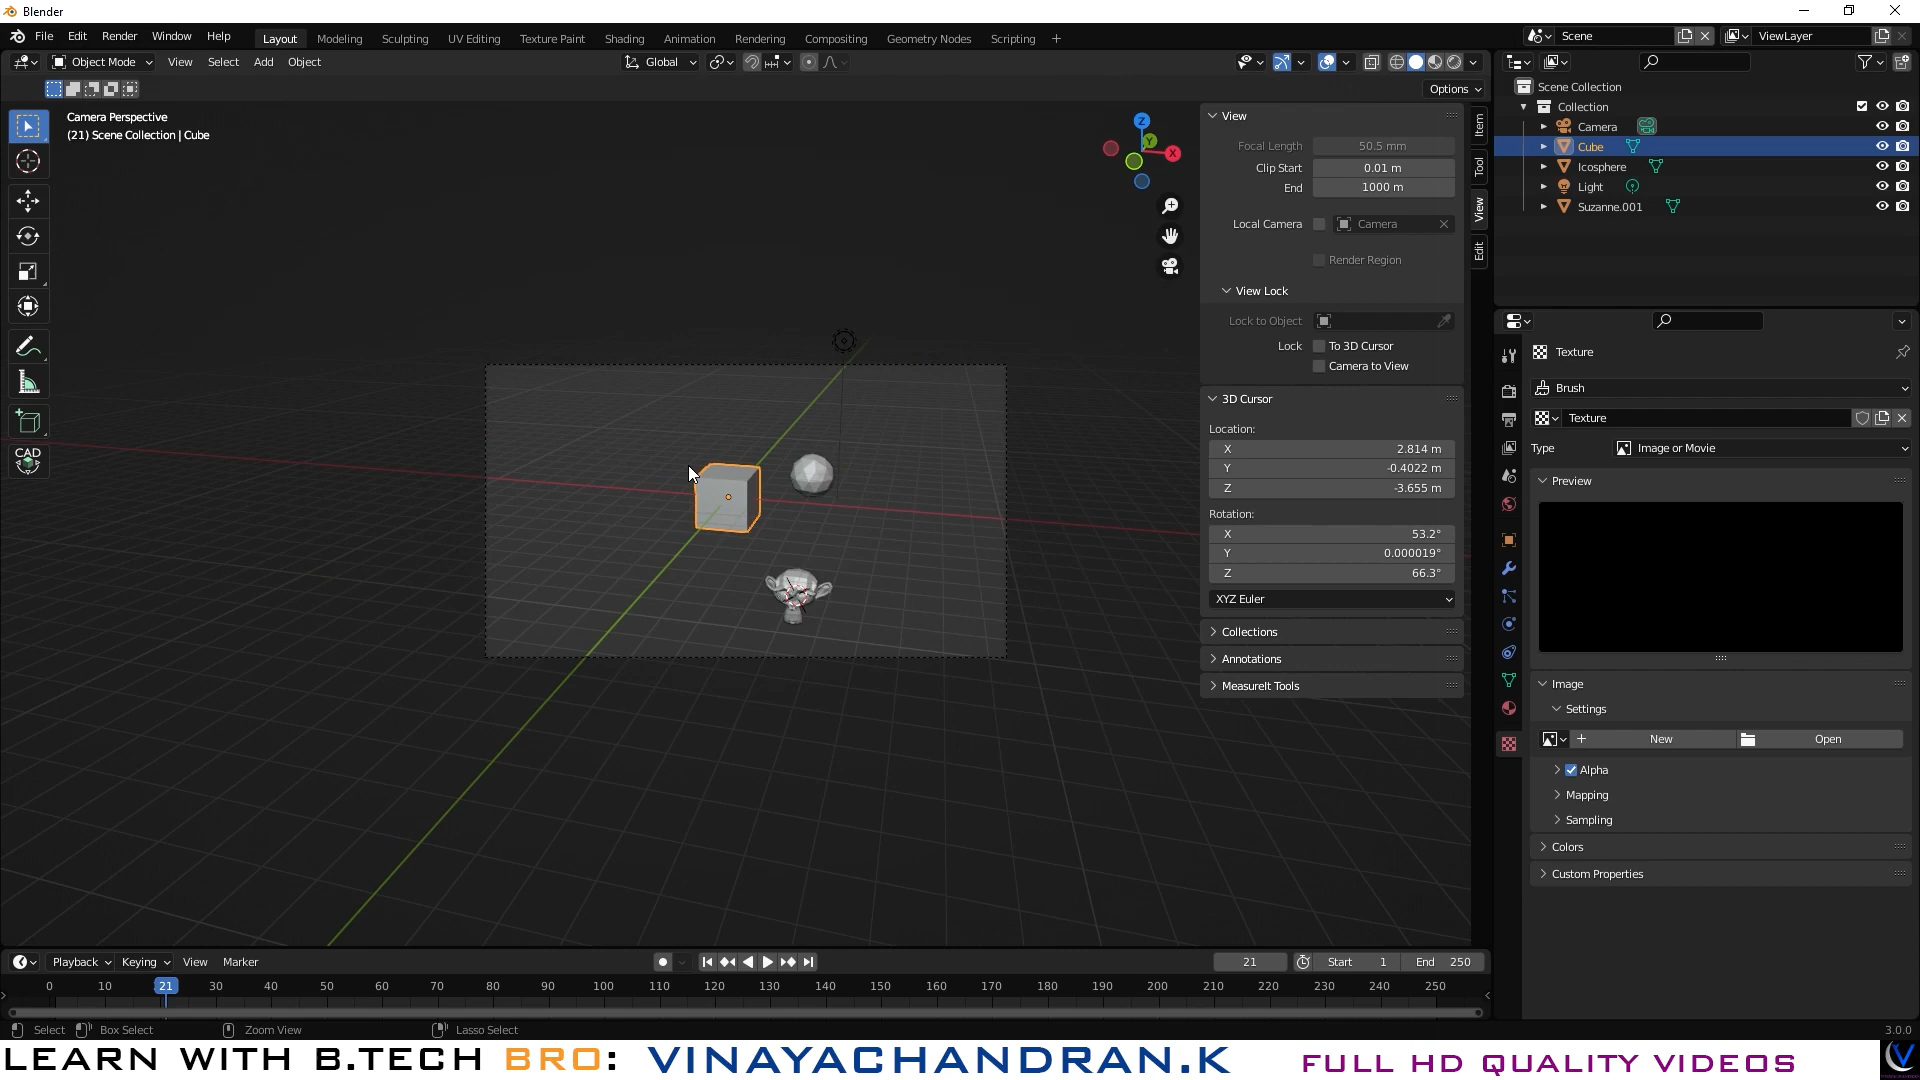 Blender
File Edit Render Window Help
Layout Modeling Sculpting UV Editing Texture Paint Shading Animation Rendering Compositing Geometry Nodes Scripting +
Scene
ViewLayer
Object Mode View Select Add Object
Global
Options
Camera Perspective
(21) Scene Collection | Cube
CAD
Z
Y
X
View
Focal Length 50.5 mm
Clip Start 0.01 m
End 1000 m
Local Camera Camera
Render Region
View Lock
Lock to Object
Lock To 3D Cursor
Camera to View
3D Cursor
Location:
X 2.814 m
Y -0.4022 m
Z -3.655 m
Rotation:
X 53.2°
Y 0.000019°
Z 66.3°
XYZ Euler
Collections
Annotations
MeasureIt Tools
Item
Tool
View
Edit
Scene Collection
Collection
Camera
Cube
Icosphere
Light
Suzanne.001
Texture
Brush
Texture
Type Image or Movie
Preview
Image
Settings
New Open
Alpha
Mapping
Sampling
Colors
Custom Properties
Playback Keying View Marker
21 Start 1 End 250
0 10 21 30 40 50 60 70 80 90 100 110 120 130 140 150 160 170 180 190 200 210 220 230 240 250
Select Box Select Zoom View Lasso Select
3.0.0
LEARN WITH B.TECH BRO: VINAYACHANDRAN.K FULL HD QUALITY VIDEOS